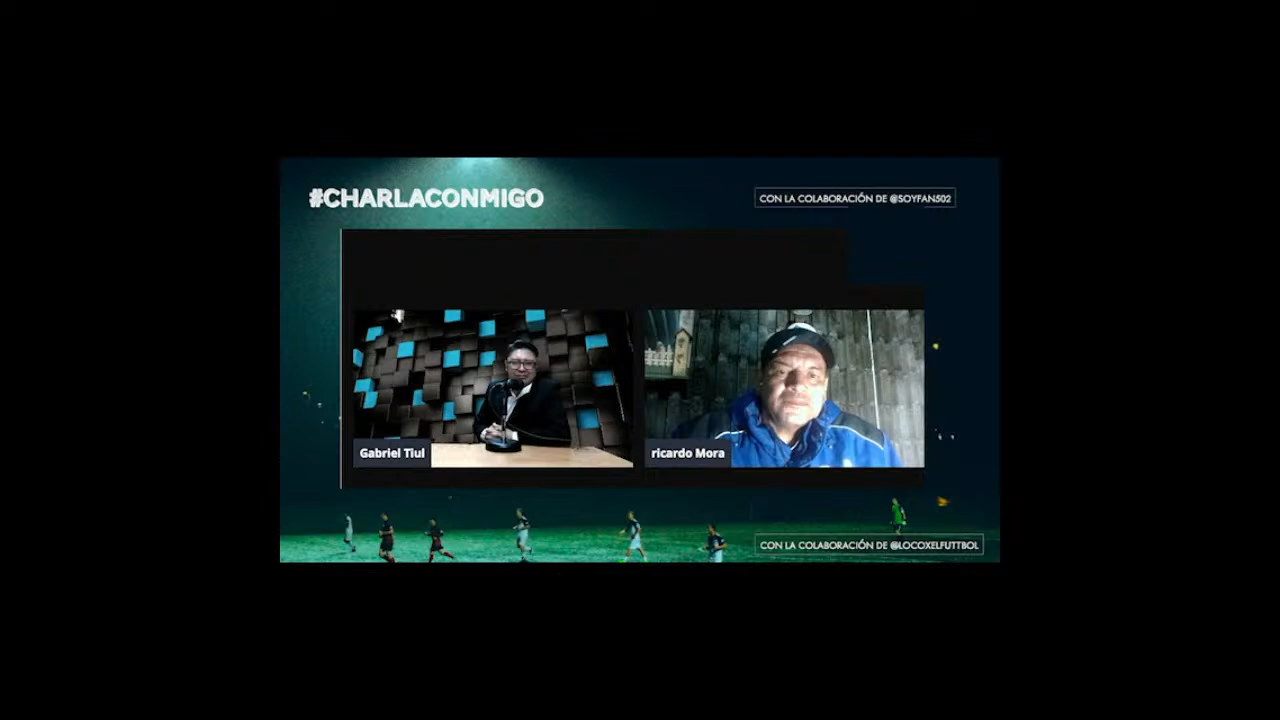 #CHARLACONMIGO
CON LA COLABORACIÓN DE @SOYFAN502
Gabriel Tiul
ricardo Mora
CON LA COLABORACIÓN DE @LOCOXELFUTTBOL